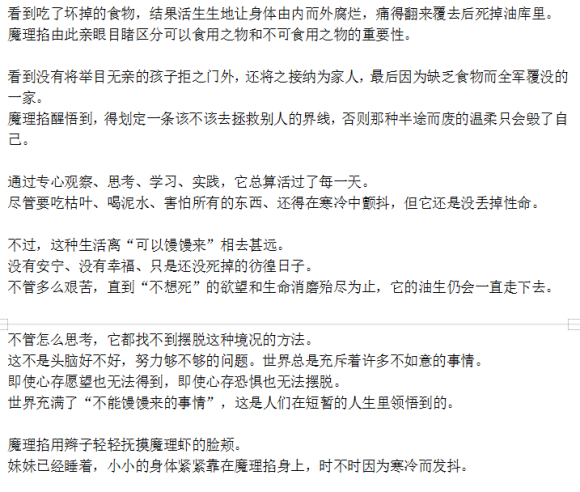 看到吃了坏掉的食物，结果活生生地让身体由内而外腐烂，痛得翻来覆去后死掉油库里。
魔理掐由此亲眼目睹区分可以食用之物和不可食用之物的重要性。
看到没有将举目无亲的孩子拒之门外，还将之接纳为家人，最后因为缺乏食物而全军覆没的
一家。
魔理掐醒悟到，得划定一条该不该去拯救别人的界线，否则那种半途而废的温柔只会毁了自
己。
通过专心观察、思考、学习、实践，它总算活过了每一天。
尽管要吃枯叶、喝泥水、害怕所有的东西、还得在寒冷中颤抖，但它还是没丢掉性命。
不过，这种生活离“可以馒馒来”相去甚远。
没有安宁、没有幸福、只是还没死掉的彷徨日子。
不管多么艰苦，直到“不想死”的欲望和生命消磨殆尽为止，它的油生仍会一直走下去。
不管怎么思考，它都找不到摆脱这种境况的方法。
这不是头脑好不好，努力够不够的问题。世界总是充斥着许多不如意的事情。
即使心存愿望也无法得到，即使心存恐惧也无法摆脱。
世界充满了“不能馒馒来的事情”，这是人们在短暂的人生里领悟到的。
魔理掐用辫子轻轻抚摸魔理虾的脸颊。
妹妹已经睡着，小小的身体紧紧靠在魔理掐身上，时不时因为寒冷而发抖。